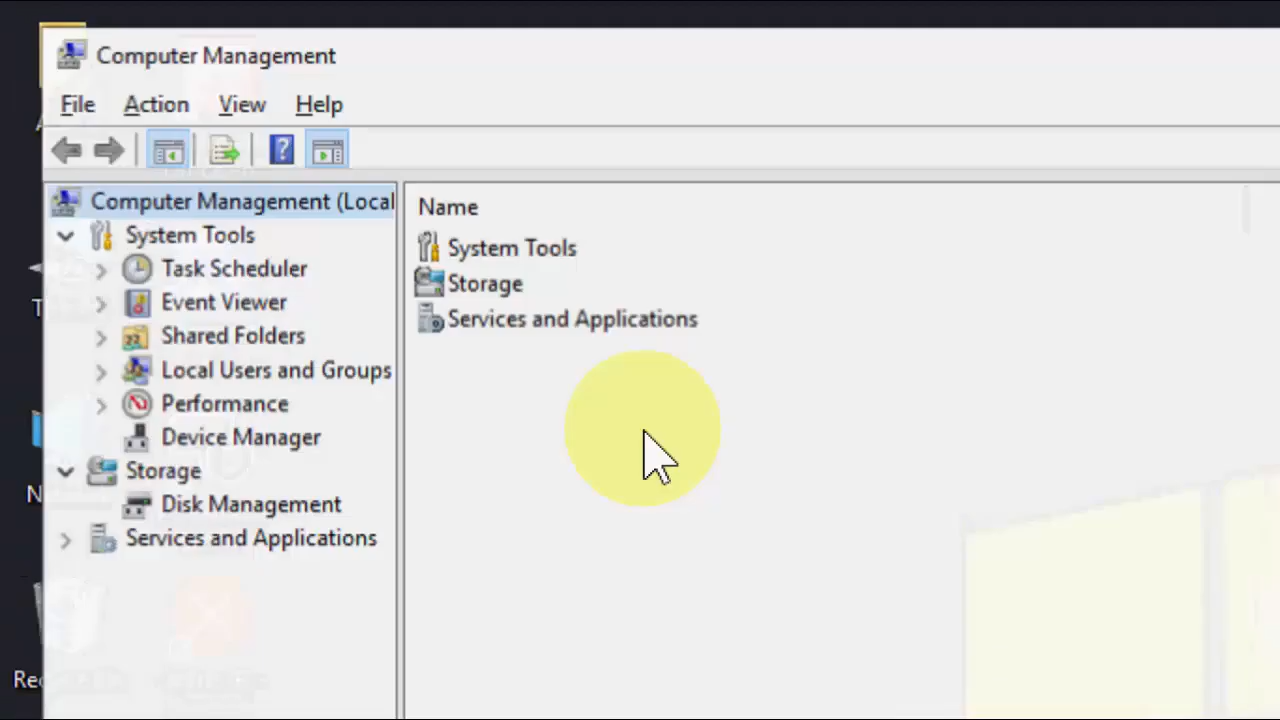 Computer Management
File Action View Help
Computer Management (Local
System Tools
Task Scheduler
Event Viewer
Shared Folders
Local Users and Groups
Performance
Device Manager
Storage
Disk Management
Services and Applications
Name
System Tools
Storage
Services and Applications